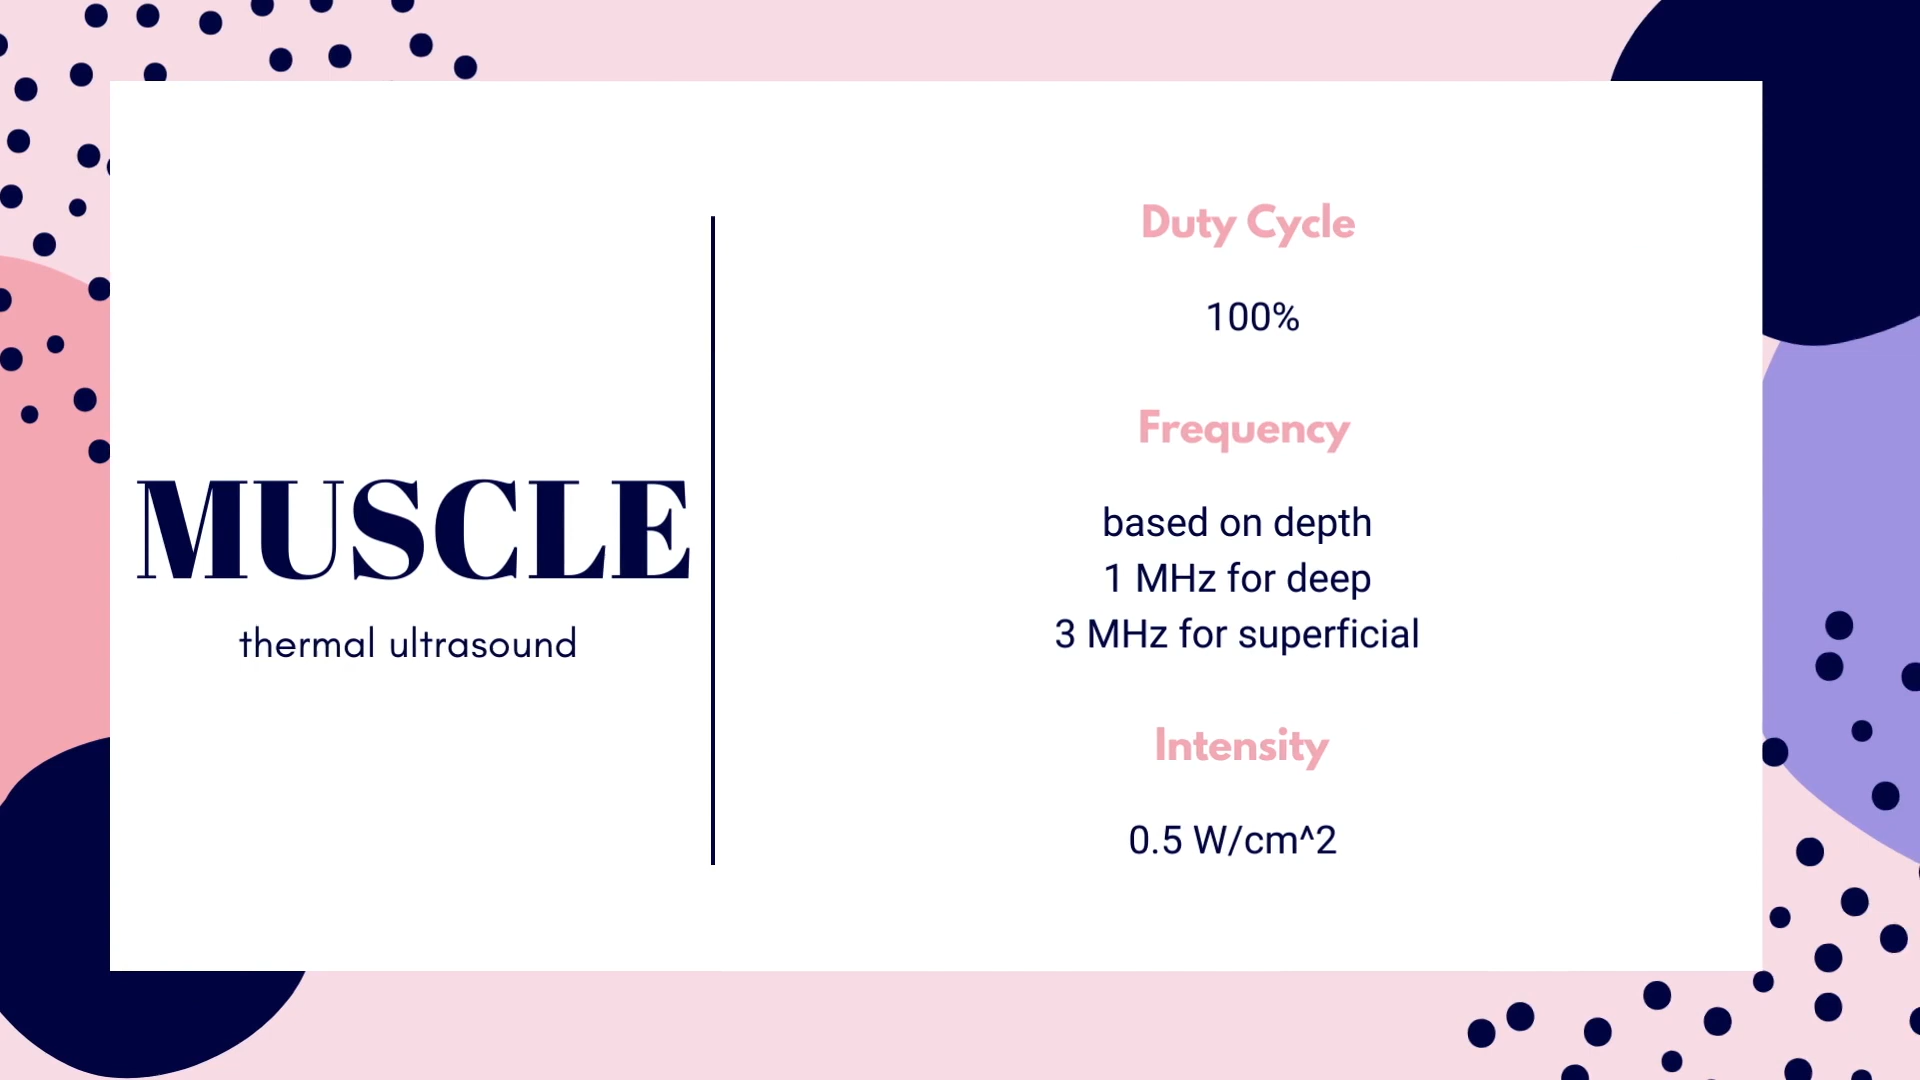 MUSCLE
thermal ultrasound
Duty Cycle
100%
Frequency
based on depth
1 MHz for deep
3 MHz for superficial
Intensity
0.5 W/cm^2